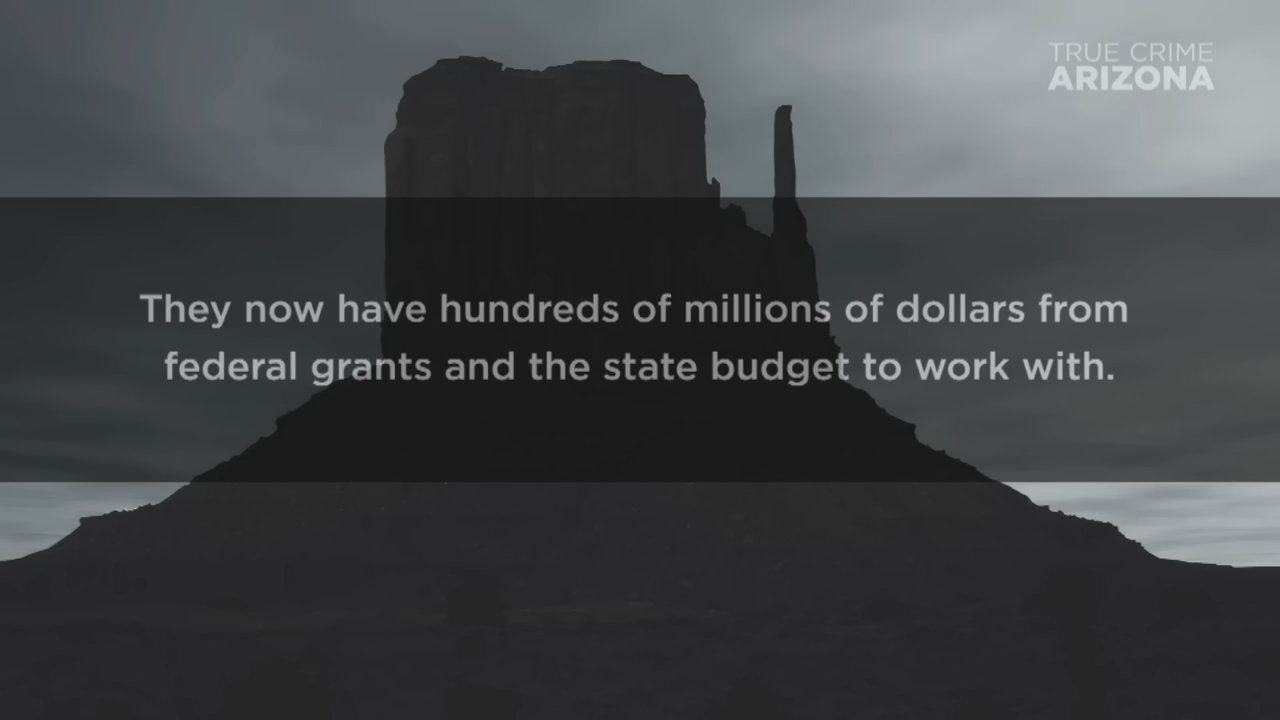 TRUE CRIME
ARIZONA
They now have hundreds of millions of dollars from
federal grants and the state budget to work with.